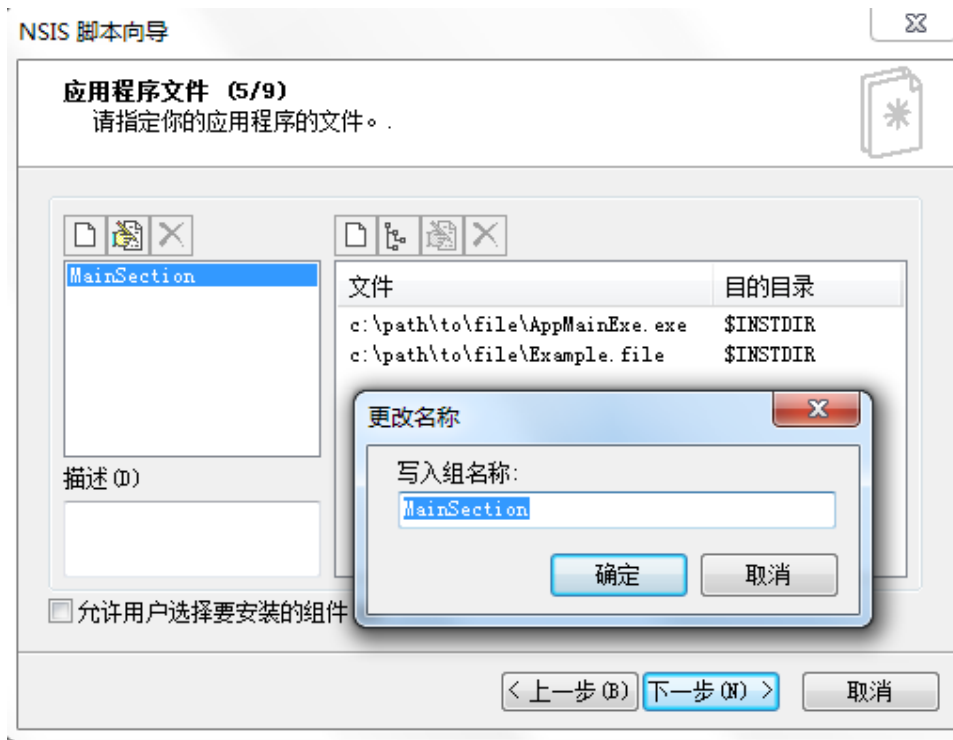 NSIS 脚本向导
应用程序文件 (5/9)
请指定你的应用程序的文件。.
MainSection
文件 目的目录
c:\path\to\file\AppMainExe.exe $INSTDIR
c:\path\to\file\Example.file $INSTDIR
更改名称
写入组名称:
MainSection
确定 取消
描述(D)
允许用户选择要安装的组件
< 上一步(B) 下一步(N) > 取消